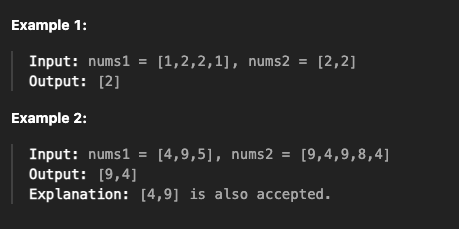 Example 1:
Input: nums1 = [1,2,2,1], nums2 = [2,2]
Output: [2]
Example 2:
Input: nums1 = [4,9,5], nums2 = [9,4,9,8,4]
Output: [9,4]
Explanation: [4,9] is also accepted.